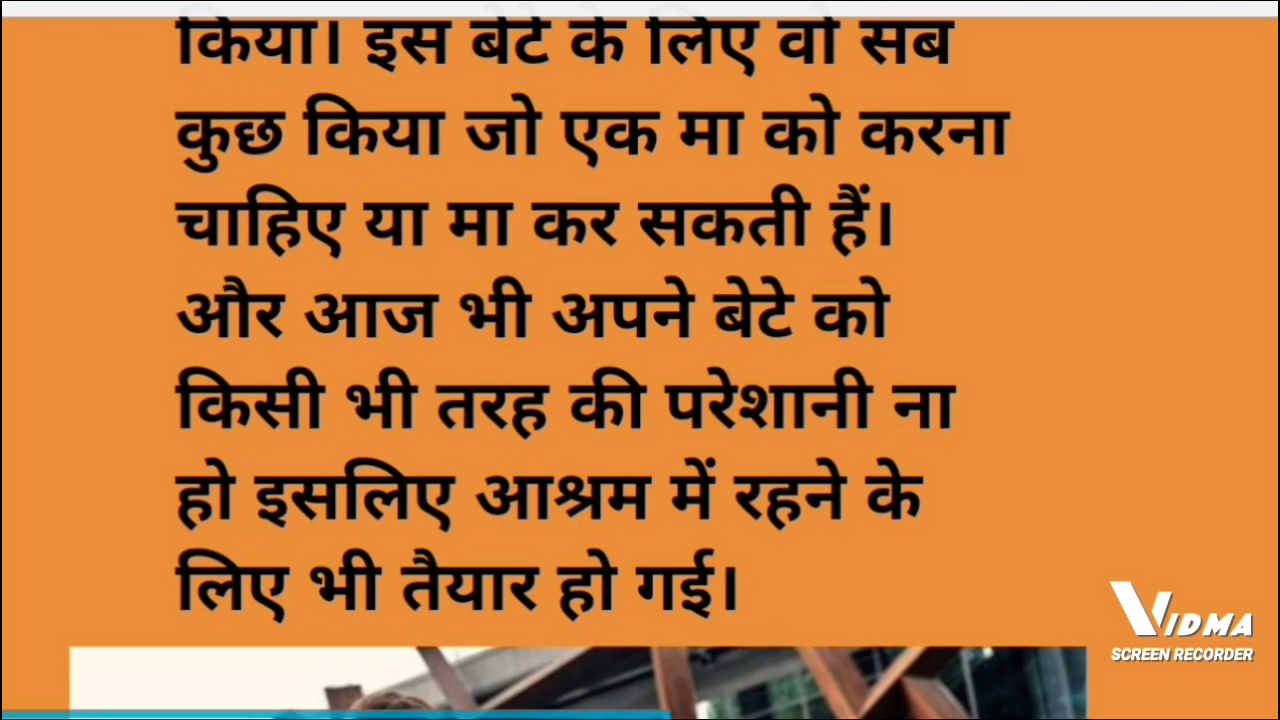 किया। इस बेटे के लिए वो सब
कुछ किया जो एक मा को करना
चाहिए या मा कर सकती हैं।
और आज भी अपने बेटे को
किसी भी तरह की परेशानी ना
हो इसलिए आश्रम में रहने के
लिए भी तैयार हो गई।
VIDMA
SCREEN RECORDER